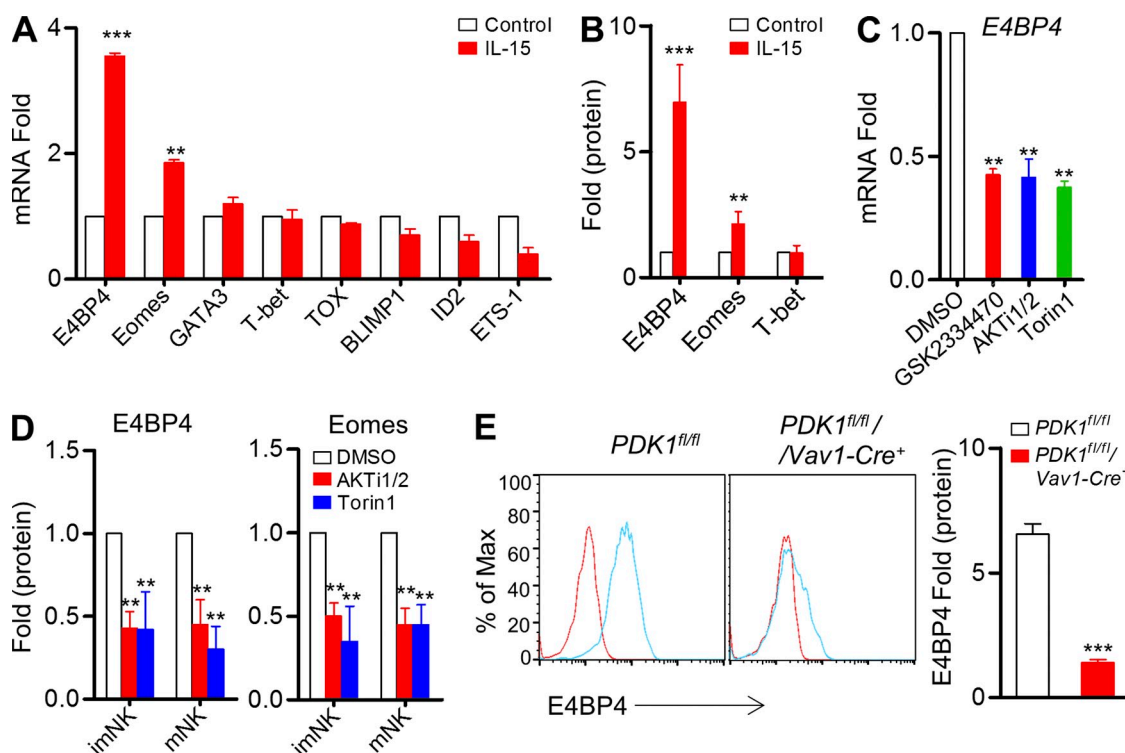 A
mRNA Fold
4
2
0
***
**
Control
IL-15
E4BP4
Eomes
GATA3
T-bet
TOX
BLIMP1
ID2
ETS-1
B
Fold (protein)
10
5
0
***
**
Control
IL-15
E4BP4
Eomes
T-bet
C
E4BP4
mRNA Fold
1.0
0.5
0.0
**
**
**
DMSO
GSK2334470
AKTi1/2
Torin1
D
E4BP4
Fold (protein)
1.5
1.0
0.5
0.0
**
**
**
**
imNK
mNK
Eomes
DMSO
AKTi1/2
Torin1
1.5
1.0
0.5
0.0
**
**
**
**
imNK
mNK
E
PDK1fl/fl
PDK1fl/fl/
/Vav1-Cre+
% of Max
100
80
60
40
20
0
E4BP4
E4BP4 Fold (protein)
10
5
0
PDK1fl/fl
PDK1fl/fl/
Vav1-Cre+
***